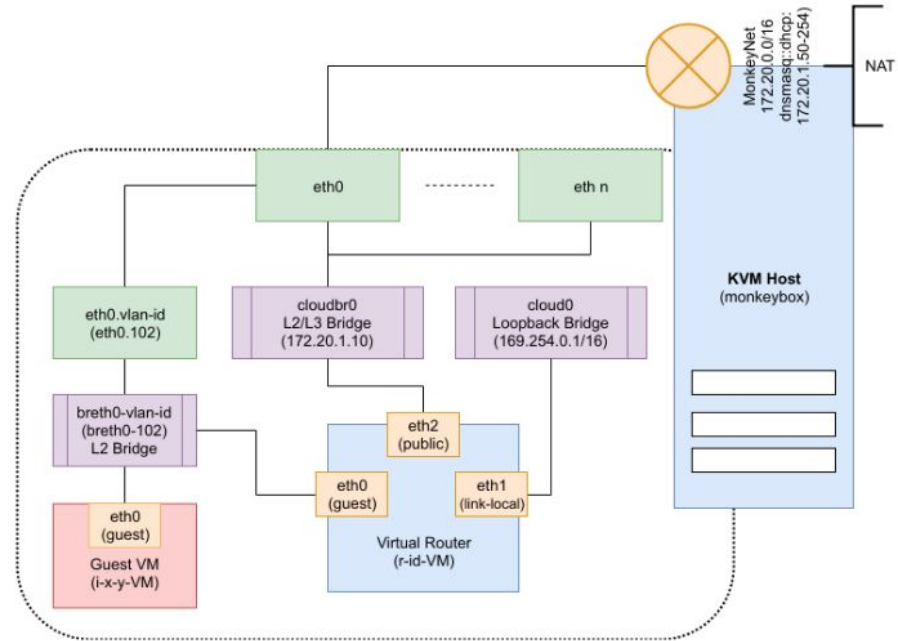 MonkeyNet
172.20.0.0/16
dnsmasq::dhcp:
172.20.1.50-254)
NAT
eth0
eth n
KVM Host
(monkeybox)
eth0.vlan-id
(eth0.102)
cloudbr0
L2/L3 Bridge
(172.20.1.10)
cloud0
Loopback Bridge
(169.254.0.1/16)
breth0-vlan-id
(breth0-102)
L2 Bridge
eth2
(public)
eth0
(guest)
eth1
(link-local)
Virtual Router
(r-id-VM)
eth0
(guest)
Guest VM
(i-x-y-VM)